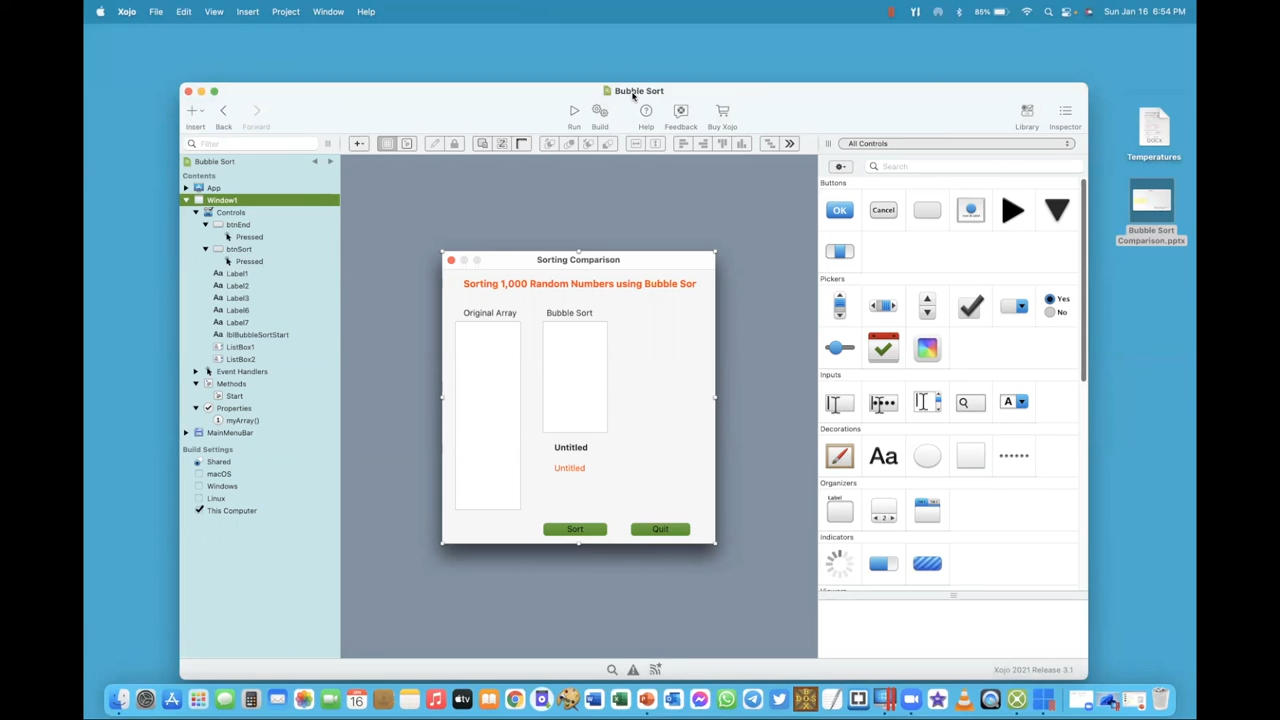 Xojo File Edit View Insert Project Window Help
85% Sun Jan 16 6:54 PM
Bubble Sort
Insert Back Forward Run Build Help Feedback Buy Xojo Library Inspector
Filter
All Controls
Bubble Sort
Search
Contents
App
Window1
Controls
btnEnd
Pressed
btnSort
Pressed
Label1
Label2
Label3
Label6
Label7
lblBubbleSortStart
ListBox1
ListBox2
Event Handlers
Methods
Start
Properties
myArray()
MainMenuBar
Build Settings
Shared
macOS
Windows
Linux
This Computer
Sorting Comparison
Sorting 1,000 Random Numbers using Bubble Sor
Original Array Bubble Sort
Untitled
Untitled
Sort Quit
Buttons
OK Cancel
Pickers
Yes
No
Inputs
A
Decorations
Aa
Organizers
Label
2
Indicators
Xojo 2021 Release 3.1
DOCX
Temperatures
Bubble Sort
Comparison.pptx